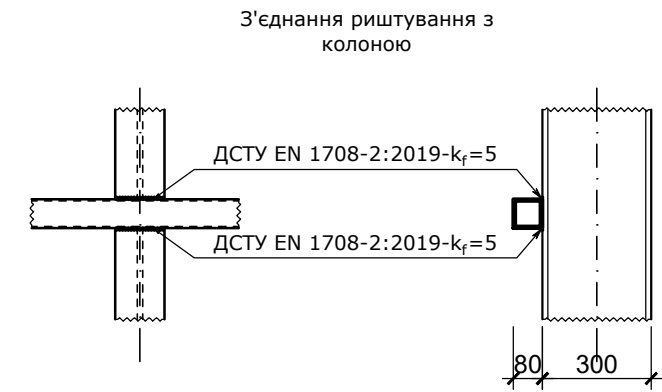 З'єднання риштування з
колоною
ДСТУ EN 1708-2:2019-kf=5
ДСТУ EN 1708-2:2019-kf=5
80 300